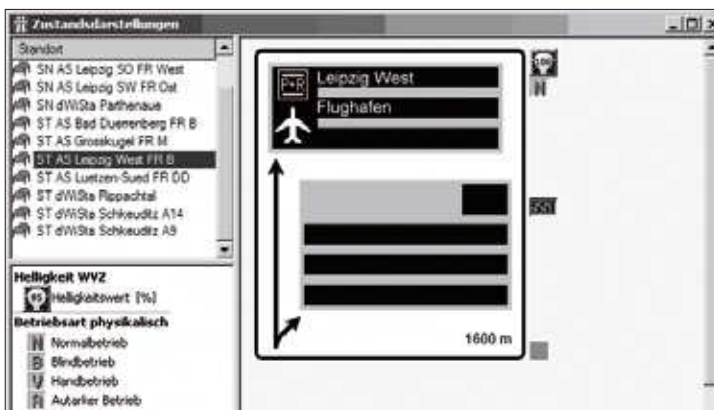 Zustandsdarstellungen
Standort
SN AS Leipzig SO FR West
SN AS Leipzig SW FR Ost
SN dWiSta Parthenaue
ST AS Bad Duerrenberg FR B
ST AS Grosskugel FR M
ST AS Leipzig West FR B
ST AS Luetzen-Sued FR DD
ST dWiSta Rippachtal
ST dWiSta Schkeuditz A14
ST dWiSta Schkeuditz A9
Helligkeit WVZ
Helligkeitswert [%]
Betriebsart physikalisch
N Normalbetrieb
B Blindbetrieb
Handbetrieb
Autarker Betrieb
P+R Leipzig West
Flughafen
1600 m
100
N